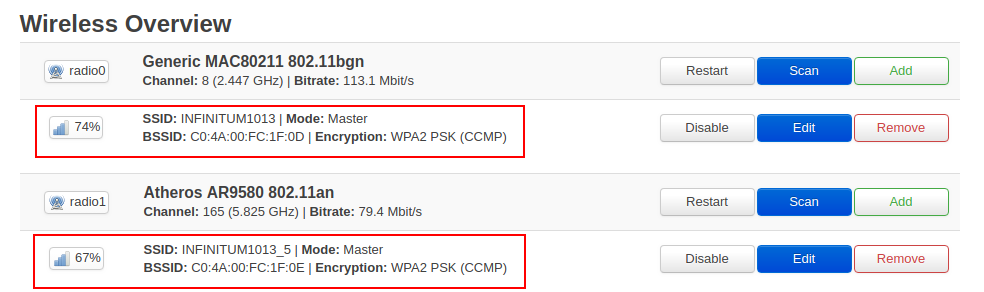 Wireless Overview
radio0
Generic MAC80211 802.11bgn
Channel: 8 (2.447 GHz) | Bitrate: 113.1 Mbit/s
Restart
Scan
Add
74%
SSID: INFINITUM1013 | Mode: Master
BSSID: C0:4A:00:FC:1F:0D | Encryption: WPA2 PSK (CCMP)
Disable
Edit
Remove
radio1
Atheros AR9580 802.11an
Channel: 165 (5.825 GHz) | Bitrate: 79.4 Mbit/s
Restart
Scan
Add
67%
SSID: INFINITUM1013_5 | Mode: Master
BSSID: C0:4A:00:FC:1F:0E | Encryption: WPA2 PSK (CCMP)
Disable
Edit
Remove